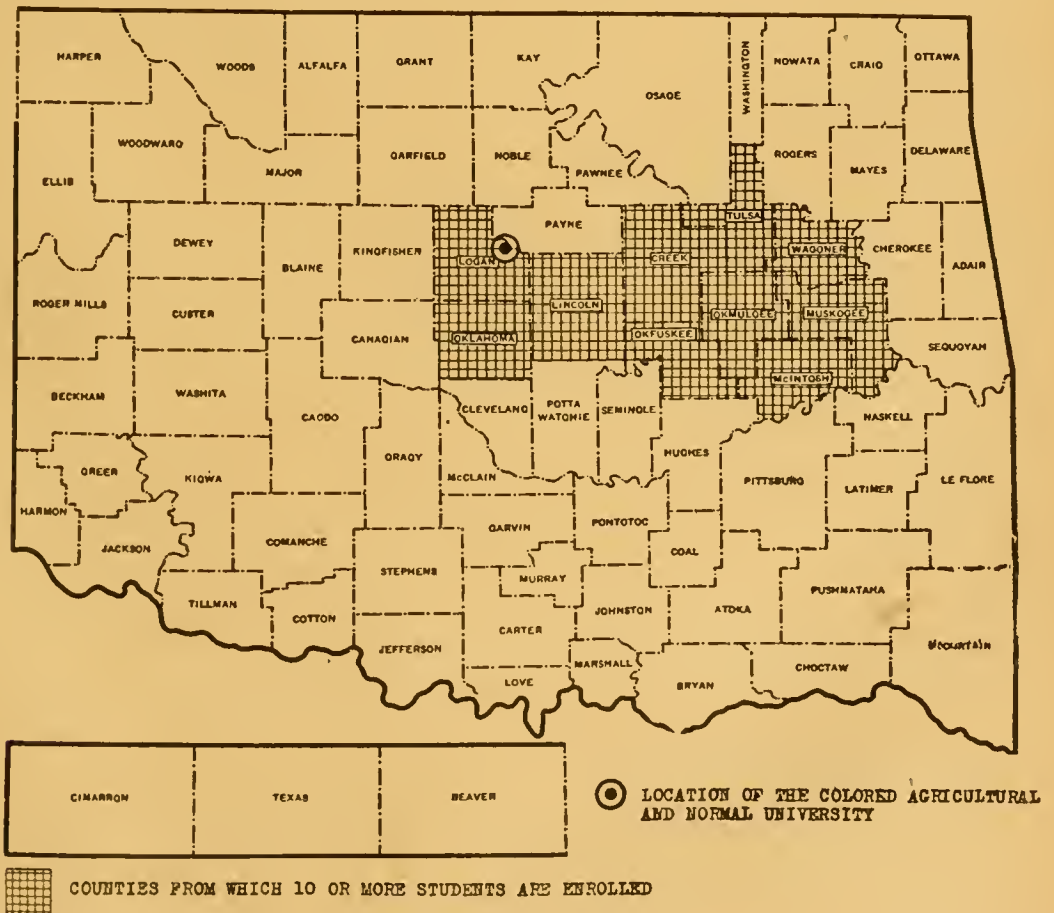 HARPER
WOODS
ALFALFA
GRANT
KAY
OSAGE
WASHINGTON
NOWATA
CRAIG
OTTAWA
ELLIS
WOODWARD
MAJOR
GARFIELD
NOBLE
PAWNEE
ROGERS
MAYES
DELAWARE
DEWEY
BLAINE
KINGFISHER
LOGAN
PAYNE
CREEK
TULSA
WAGONER
CHEROKEE
ADAIR
ROGER MILLS
CUSTER
CANADIAN
OKLAHOMA
LINCOLN
OKFUSKEE
OKMULGEE
MUSKOGEE
SEQUOYAH
BECKHAM
WASHITA
CADDO
CLEVELAND
POTTA
WATOMIE
SEMINOLE
McINTOSH
HASKELL
GREER
KIOWA
GRADY
McCLAIN
HUGHES
PITTSBURG
LATIMER
LE FLORE
HARMON
JACKSON
COMANCHE
GARVIN
PONTOTOC
COAL
TILLMAN
COTTON
STEPHENS
MURRAY
JOHNSTON
ATOKA
PUSHMATAHA
JEFFERSON
CARTER
LOVE
MARSHALL
BRYAN
CHOCTAW
McCURTAIN
CIMARRON
TEXAS
BEAVER
LOCATION OF THE COLORED AGRICULTURAL
AND NORMAL UNIVERSITY
COUNTIES FROM WHICH 10 OR MORE STUDENTS ARE ENROLLED